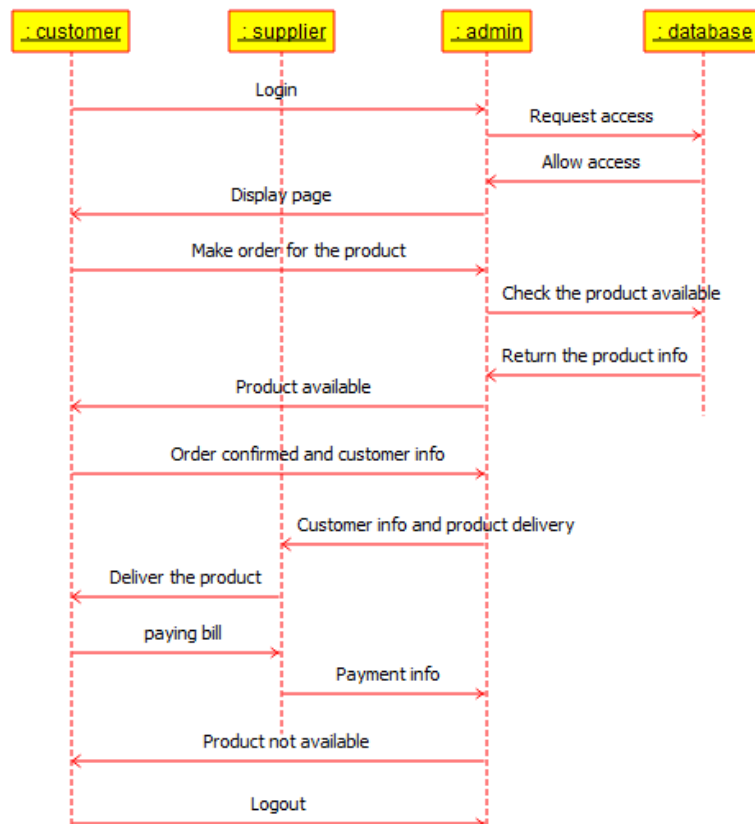 : customer
: supplier
: admin
: database
Login
Request access
Allow access
Display page
Make order for the product
Check the product available
Return the product info
Product available
Order confirmed and customer info
Customer info and product delivery
Deliver the product
paying bill
Payment info
Product not available
Logout